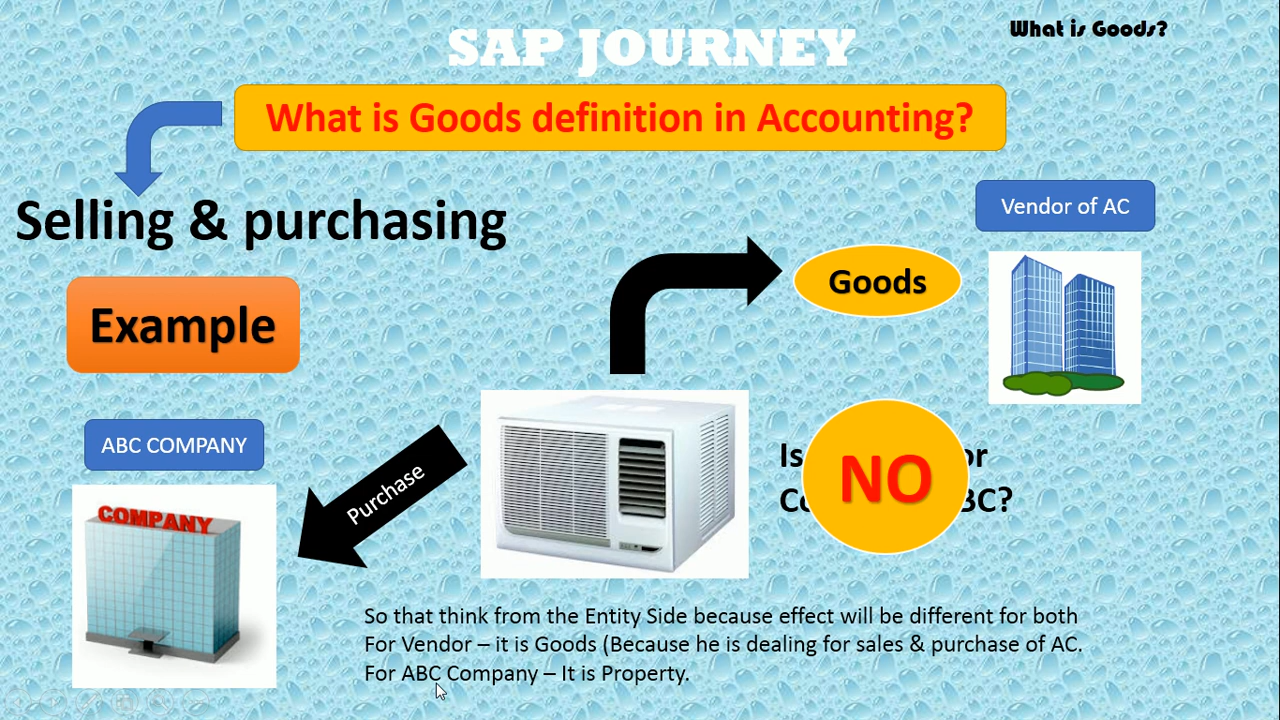 What is Goods?
SAP JOURNEY
What is Goods definition in Accounting?
Selling & purchasing
Vendor of AC
Goods
Example
ABC COMPANY
Purchase
COMPANY
Is or
NO
BC?
So that think from the Entity Side because effect will be different for both
For Vendor – it is Goods (Because he is dealing for sales & purchase of AC.
For ABC Company – It is Property.